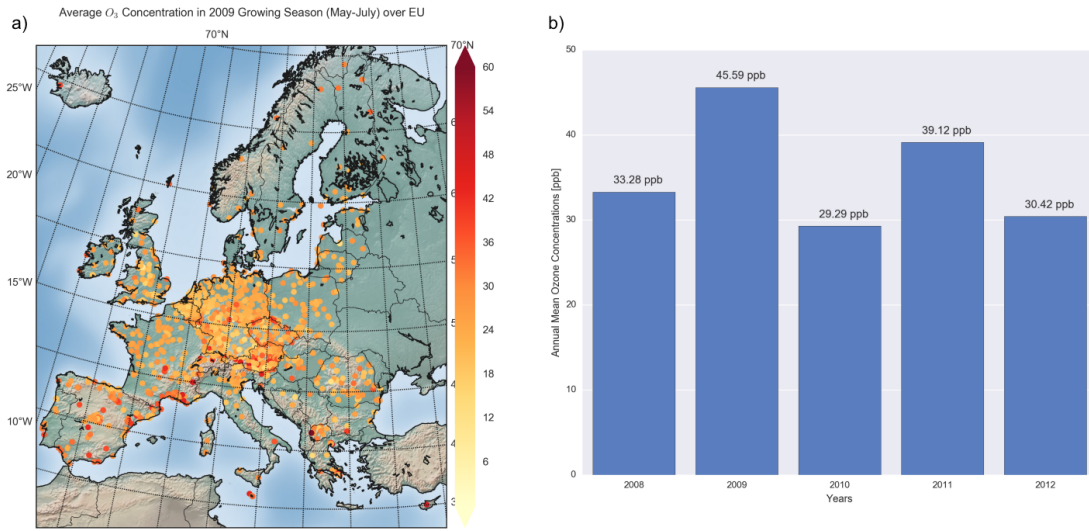 a)
Average O3 Concentration in 2009 Growing Season (May-July) over EU
70°N
70°N
25°W
20°W
15°W
10°W
60
54
48
42
36
30
24
18
12
6
b)
50
40
30
20
10
0
Annual Mean Ozone Concentrations [ppb]
33.28 ppb
45.59 ppb
29.29 ppb
39.12 ppb
30.42 ppb
2008
2009
2010
2011
2012
Years